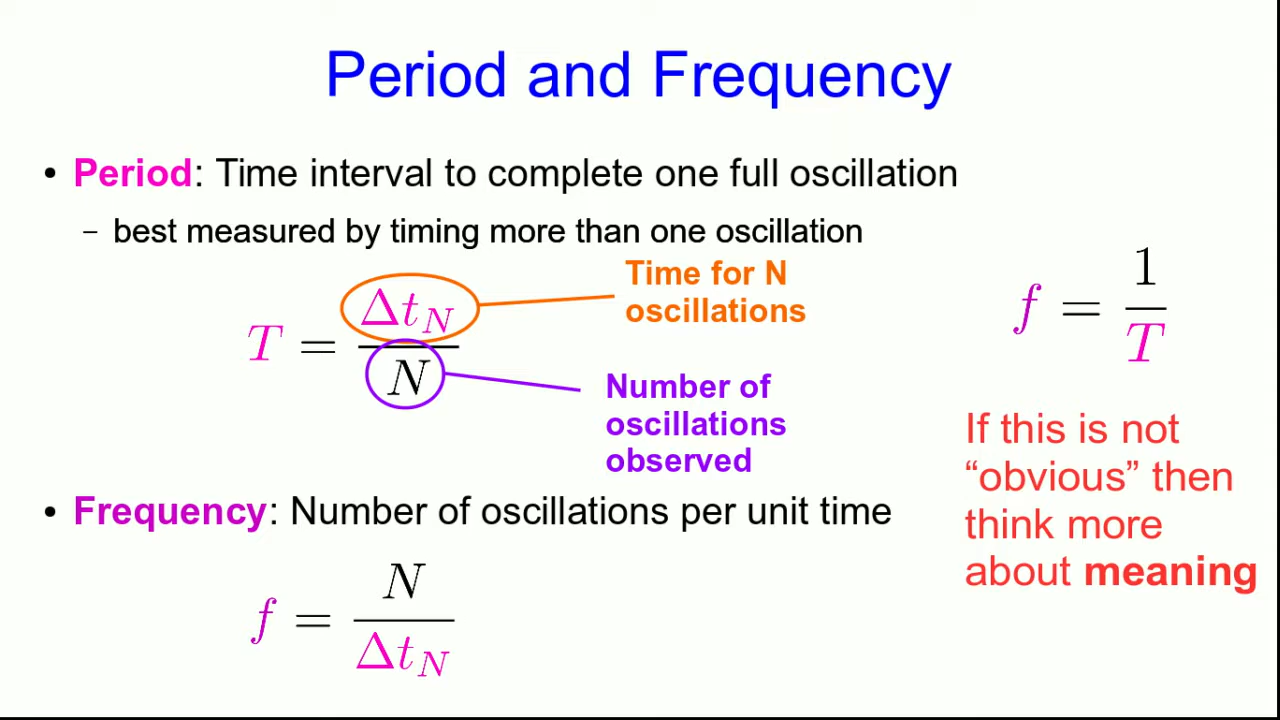 Period and Frequency
• Period: Time interval to complete one full oscillation
– best measured by timing more than one oscillation
T = Δt_N / N
Time for N
oscillations
Number of
oscillations
observed
f = 1 / T
If this is not
“obvious” then
think more
about meaning
• Frequency: Number of oscillations per unit time
f = N / Δt_N